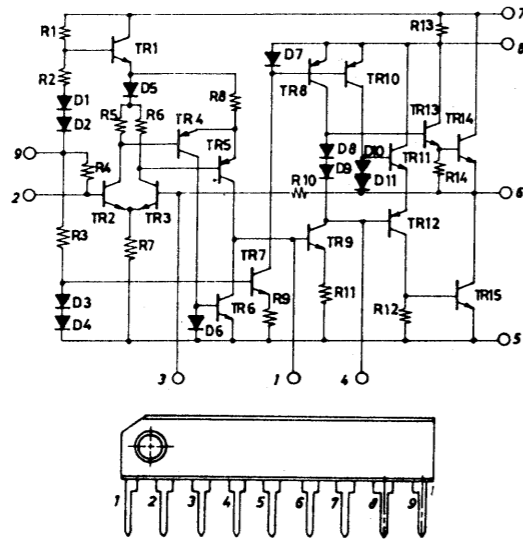 R1
R13
7
TR1
8
R2
D7
D5
TR8
TR10
D1
R8
TR13
TR14
D2
R5
R6
TR4
TR5
D8
D10
TR11
9
R4
D9
D11
R14
2
R10
6
TR2
TR3
TR12
R3
R7
TR7
TR9
D3
TR6
R9
R11
R12
TR15
D4
D6
5
3
1
4
1 2 3 4 5 6 7 8 9